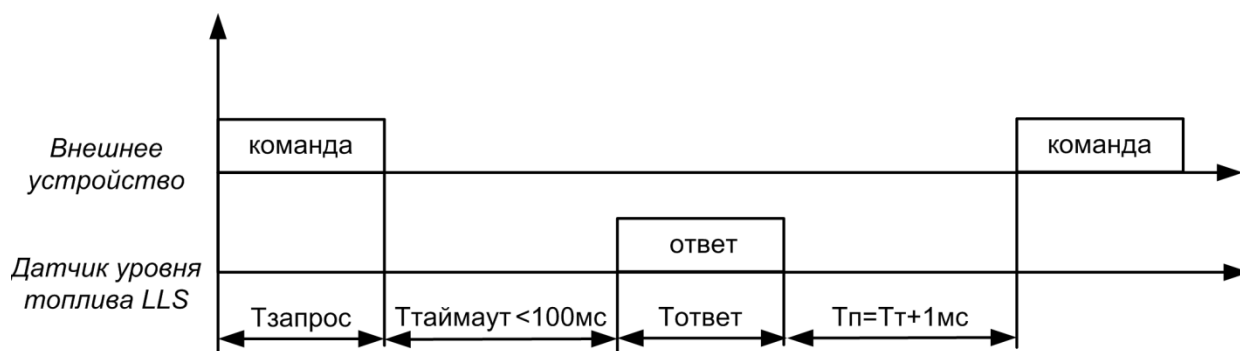 команда
команда
Внешнее
устройство
ответ
Датчик уровня
топлива LLS
Тзапрос
Ттаймаут <100мс
Тответ
Тп=Тт+1мс